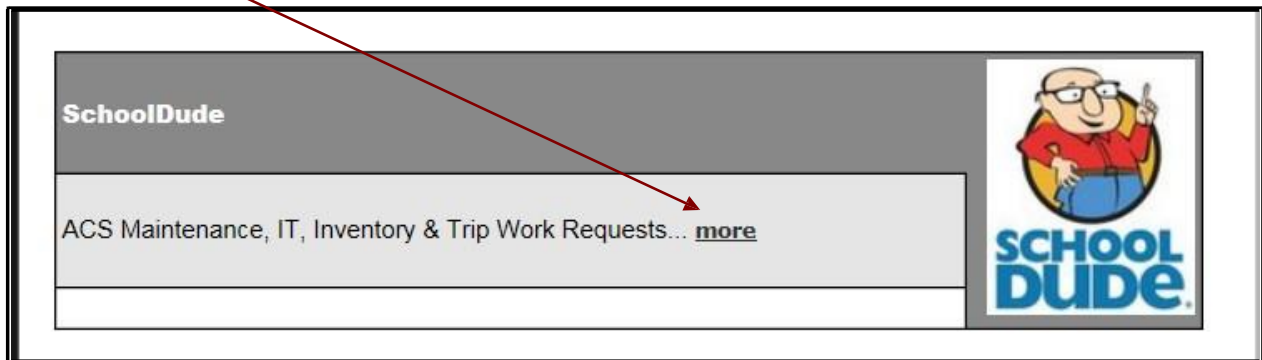 SchoolDude
ACS Maintenance, IT, Inventory & Trip Work Requests... more
SCHOOL
DUDE.